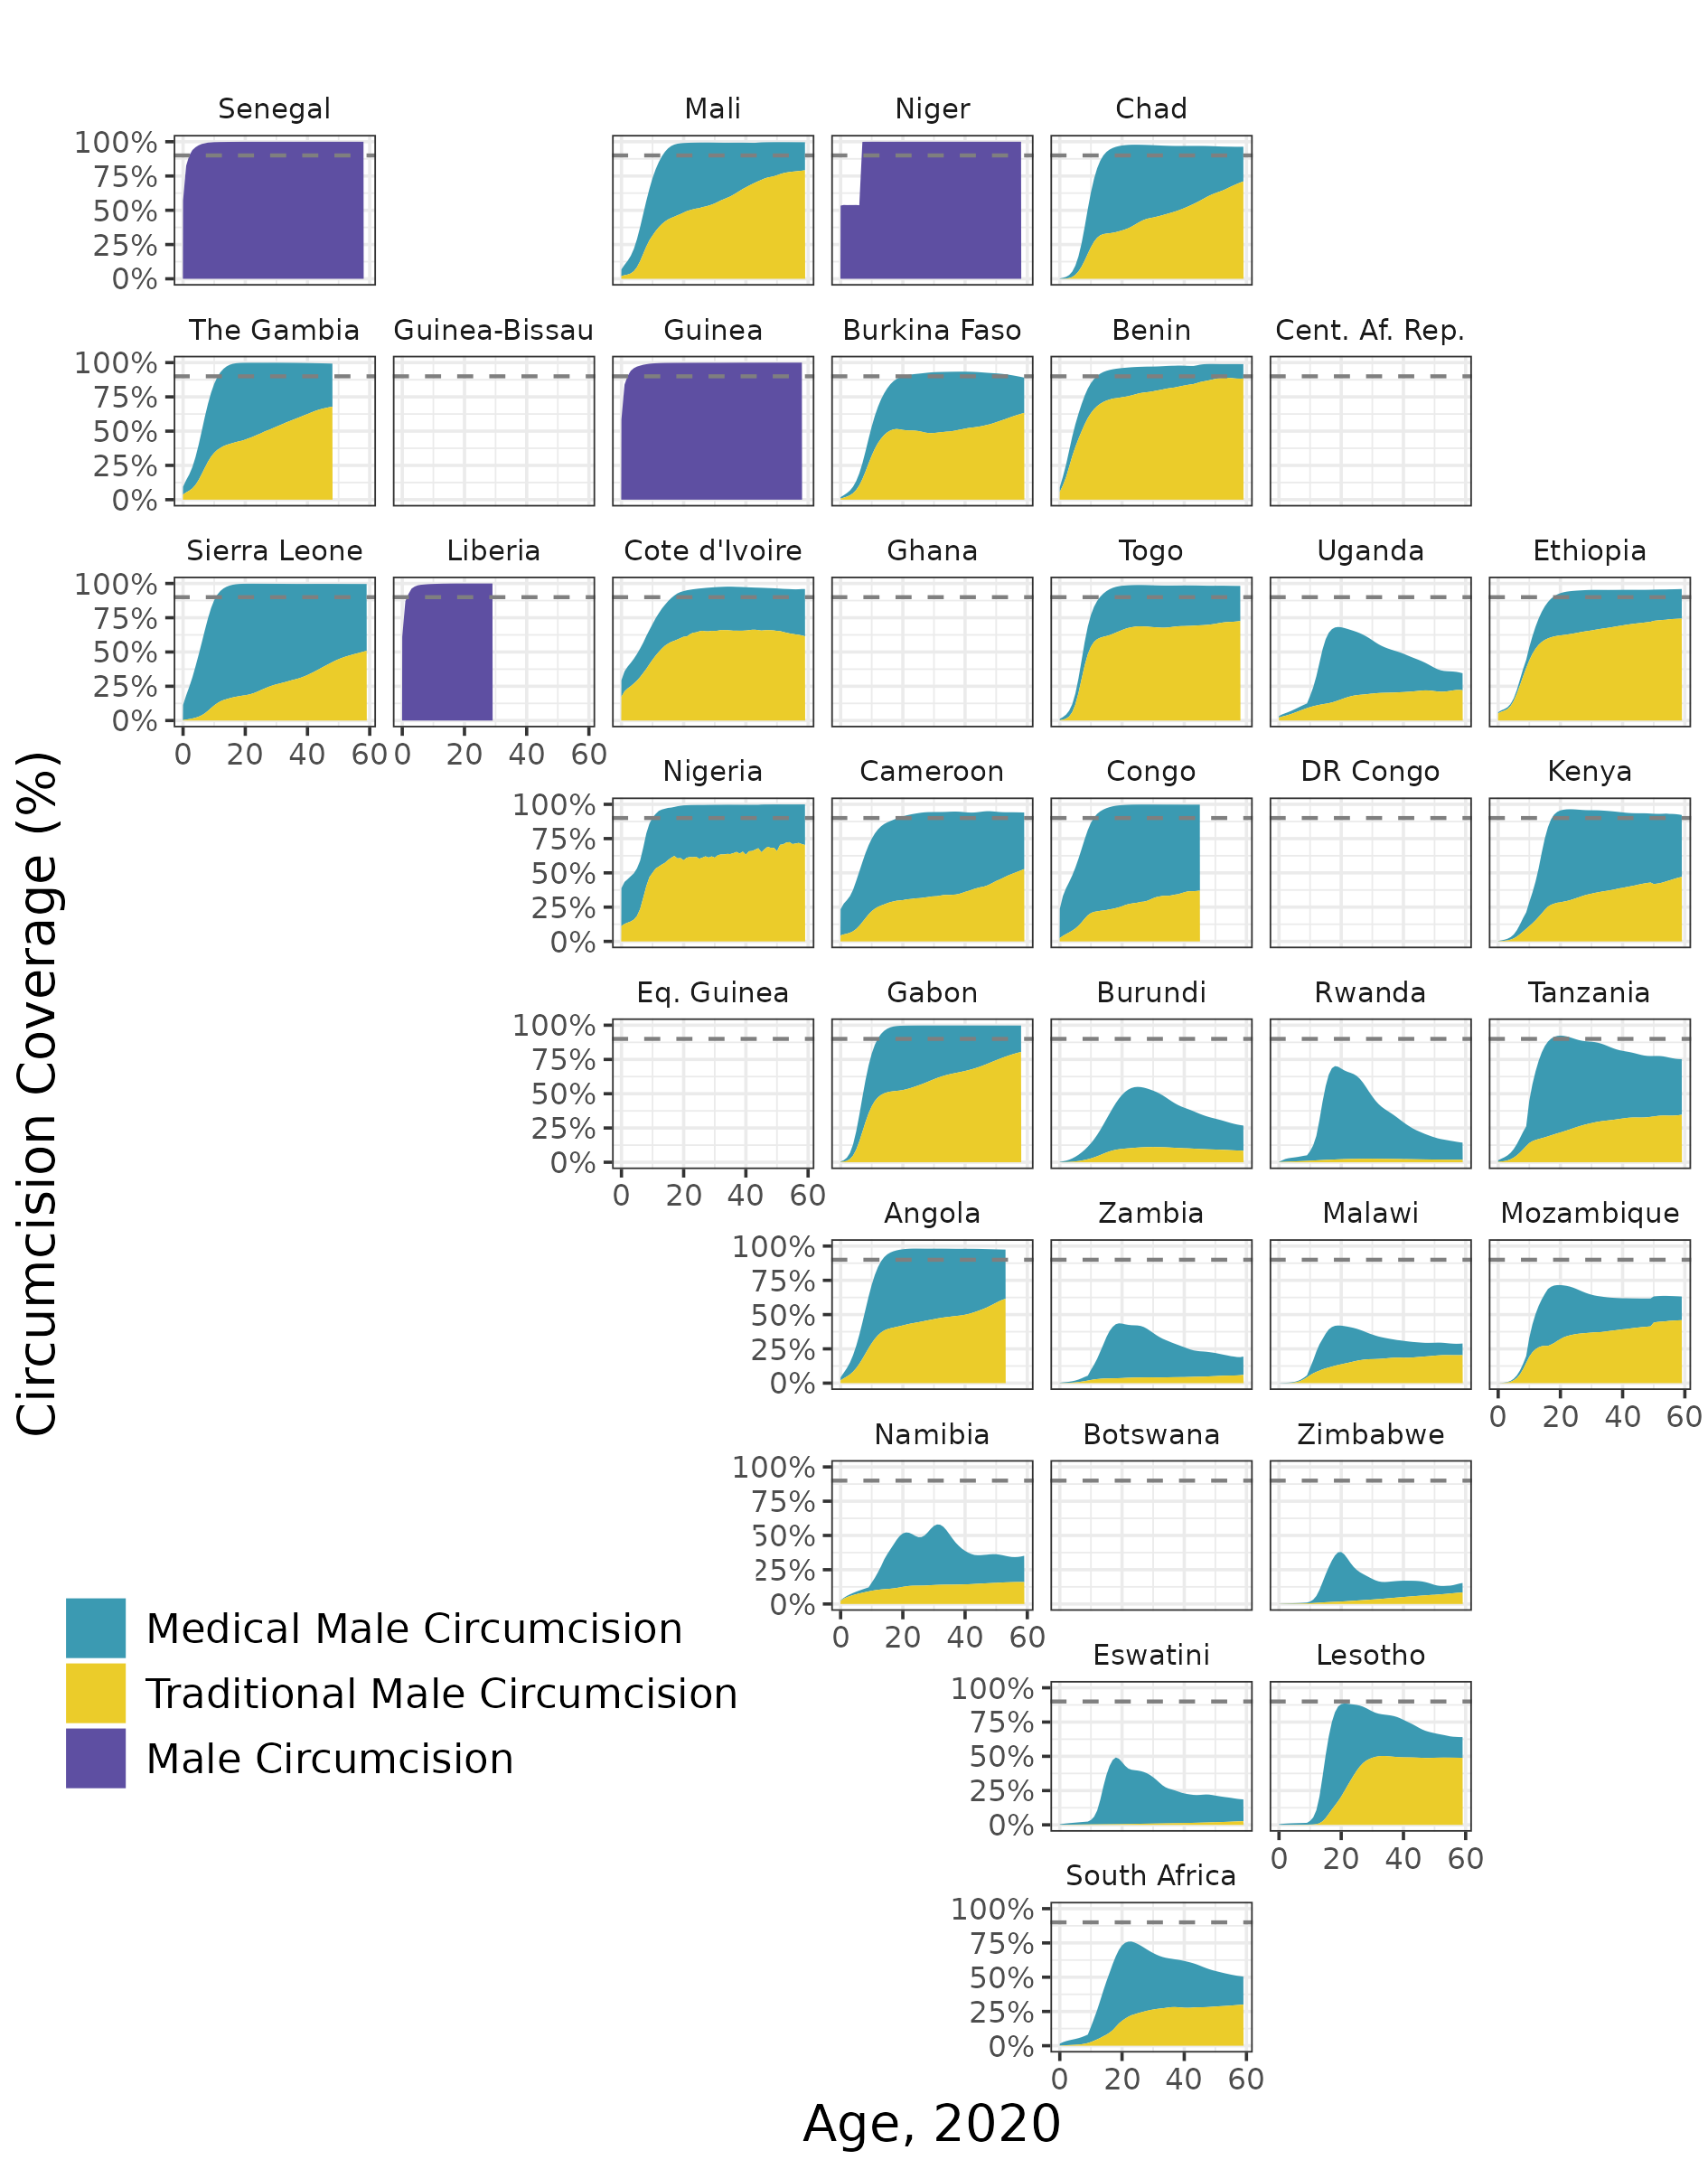 Senegal Mali Niger Chad
100%
75%
50%
25%
0%
The Gambia Guinea-Bissau Guinea Burkina Faso Benin Cent. Af. Rep.
100%
75%
50%
25%
0%
Sierra Leone Liberia Cote d'Ivoire Ghana Togo Uganda Ethiopia
100%
75%
50%
25%
0%
0 20 40 60 0 20 40 60
Nigeria Cameroon Congo DR Congo Kenya
100%
75%
50%
25%
0%
Eq. Guinea Gabon Burundi Rwanda Tanzania
100%
75%
50%
25%
0%
0 20 40 60
Angola Zambia Malawi Mozambique
100%
75%
50%
25%
0%
0 20 40 60
Namibia Botswana Zimbabwe
100%
75%
50%
25%
0%
0 20 40 60
Eswatini Lesotho
100%
75%
50%
25%
0%
0 20 40 60
South Africa
100%
75%
50%
25%
0%
0 20 40 60
Age, 2020
Circumcision Coverage (%)
Medical Male Circumcision
Traditional Male Circumcision
Male Circumcision